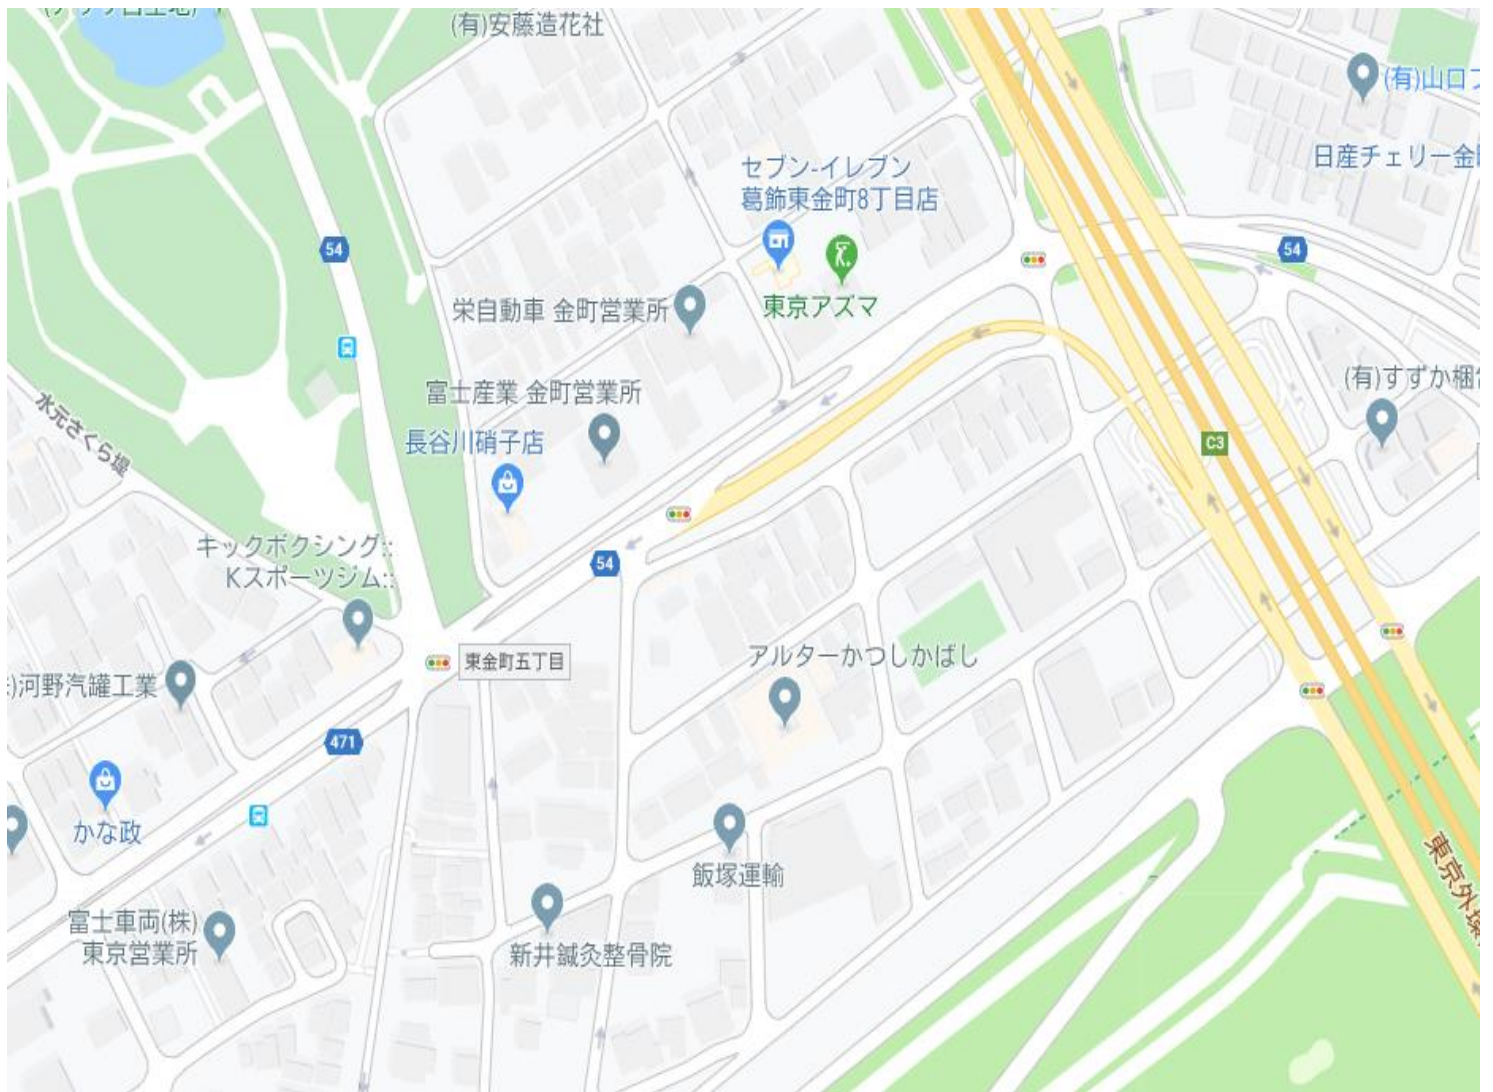 (有)安藤造花社
(有)山口フ
日産チェリー金
セブン-イレブン
葛飾東金町8丁目店
54
54
東京アズマ
栄自動車 金町営業所
富士産業 金町営業所
(有)すずか梱
水元さくら堤
長谷川硝子店
C3
キックボクシング::
Kスポーツジム::
54
東金町五丁目
アルターかつしかばし
)河野汽罐工業
471
かな政
飯塚運輸
東京外環
富士車両(株)
東京営業所
新井鍼灸整骨院